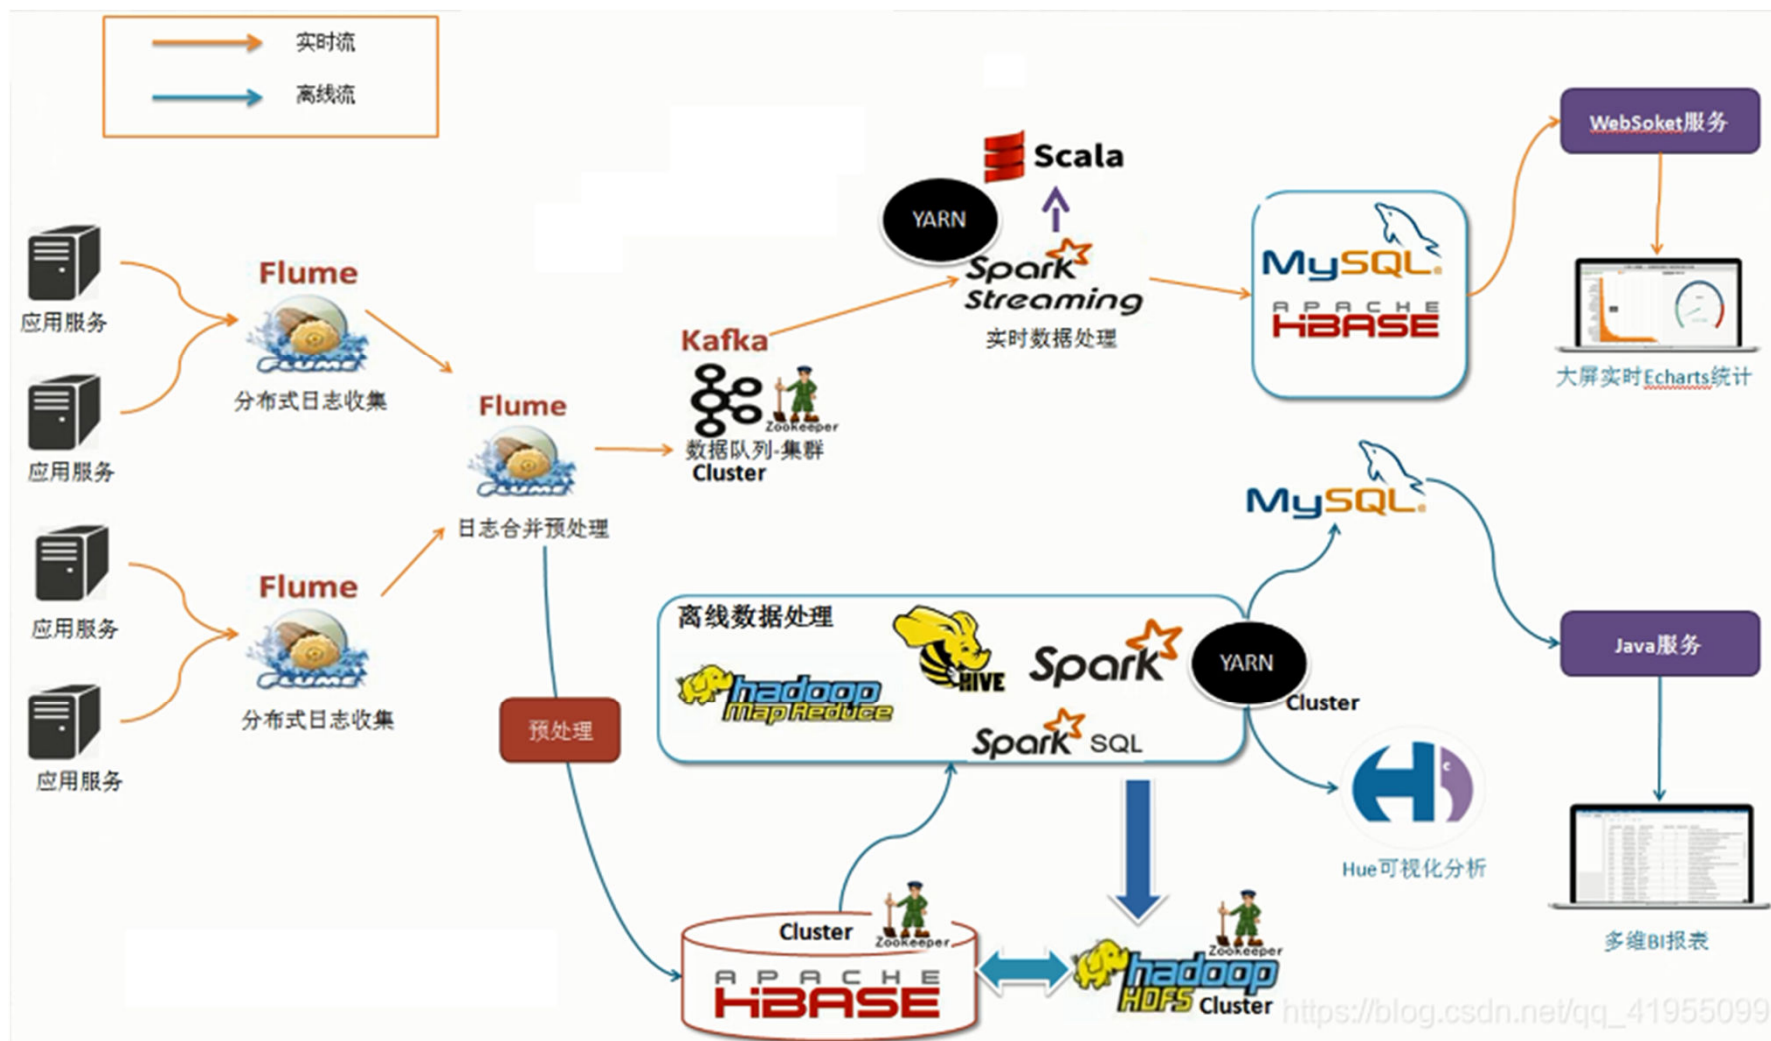 实时流
离线流
应用服务
应用服务
应用服务
应用服务
Flume
FLUME
分布式日志收集
Flume
FLUME
分布式日志收集
Flume
FLUME
日志合并预处理
Kafka
Zookeeper
数据队列-集群
Cluster
Scala
YARN
Spark
Streaming
实时数据处理
MySQL
APACHE
HBASE
WebSoket服务
大屏实时Echarts统计
预处理
离线数据处理
HIVE
hadoop
Map Reduce
Spark
Spark SQL
YARN
Cluster
MySQL
Java服务
Hue可视化分析
多维BI报表
Cluster
Zookeeper
APACHE
HBASE
Zookeeper
hadoop
HDFS Cluster
https://blog.csdn.net/qq_41955099